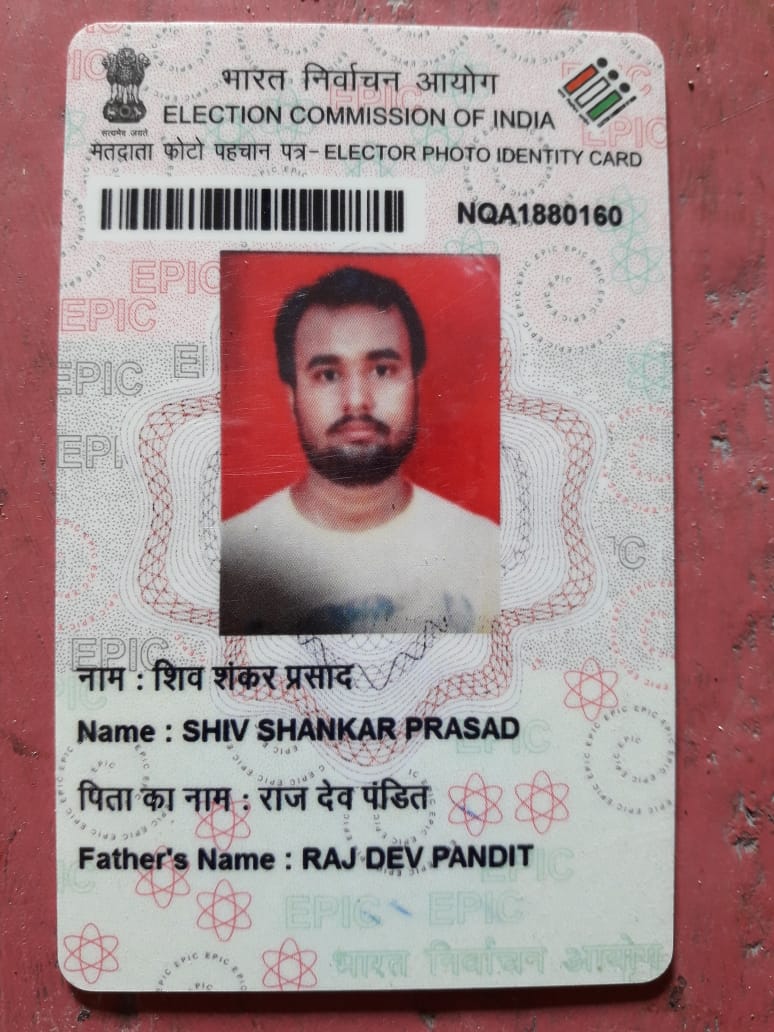 भारत निर्वाचन आयोग
ELECTION COMMISSION OF INDIA
सत्यमेव जयते
मतदाता फोटो पहचान पत्र - ELECTOR PHOTO IDENTITY CARD
NQA1880160
नाम : शिव शंकर प्रसाद
Name : SHIV SHANKAR PRASAD
पिता का नाम : राज देव पंडित
Father's Name : RAJ DEV PANDIT
EPIC EPIC
भारत निर्वाचन आयोग